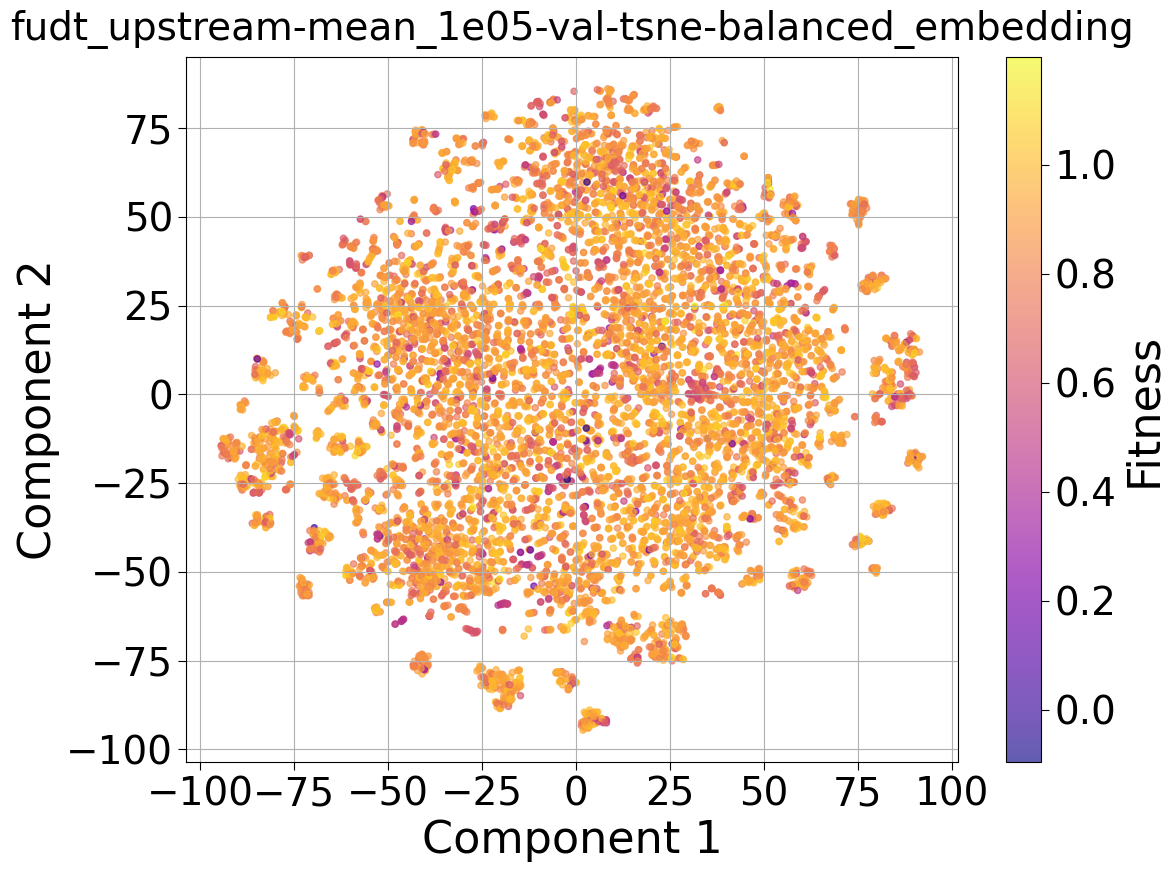 fudt_upstream-mean_1e05-val-tsne-balanced_embedding
75
50
25
0
−25
−50
−75
−100
Component 2
−100 −75 −50 −25 0 25 50 75 100
Component 1
1.0
0.8
0.6
0.4
0.2
0.0
Fitness